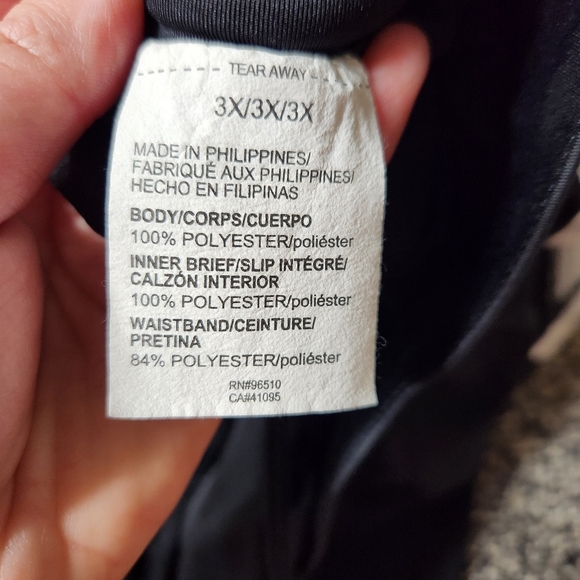 TEAR AWAY
3X/3X/3X
MADE IN PHILIPPINES/
FABRIQUÉ AUX PHILIPPINES/
HECHO EN FILIPINAS
BODY/CORPS/CUERPO
100% POLYESTER/poliéster
INNER BRIEF/SLIP INTÉGRÉ/
CALZÓN INTERIOR
100% POLYESTER/poliéster
WAISTBAND/CEINTURE/
PRETINA
84% POLYESTER/poliéster
RN#96510
CA#41095